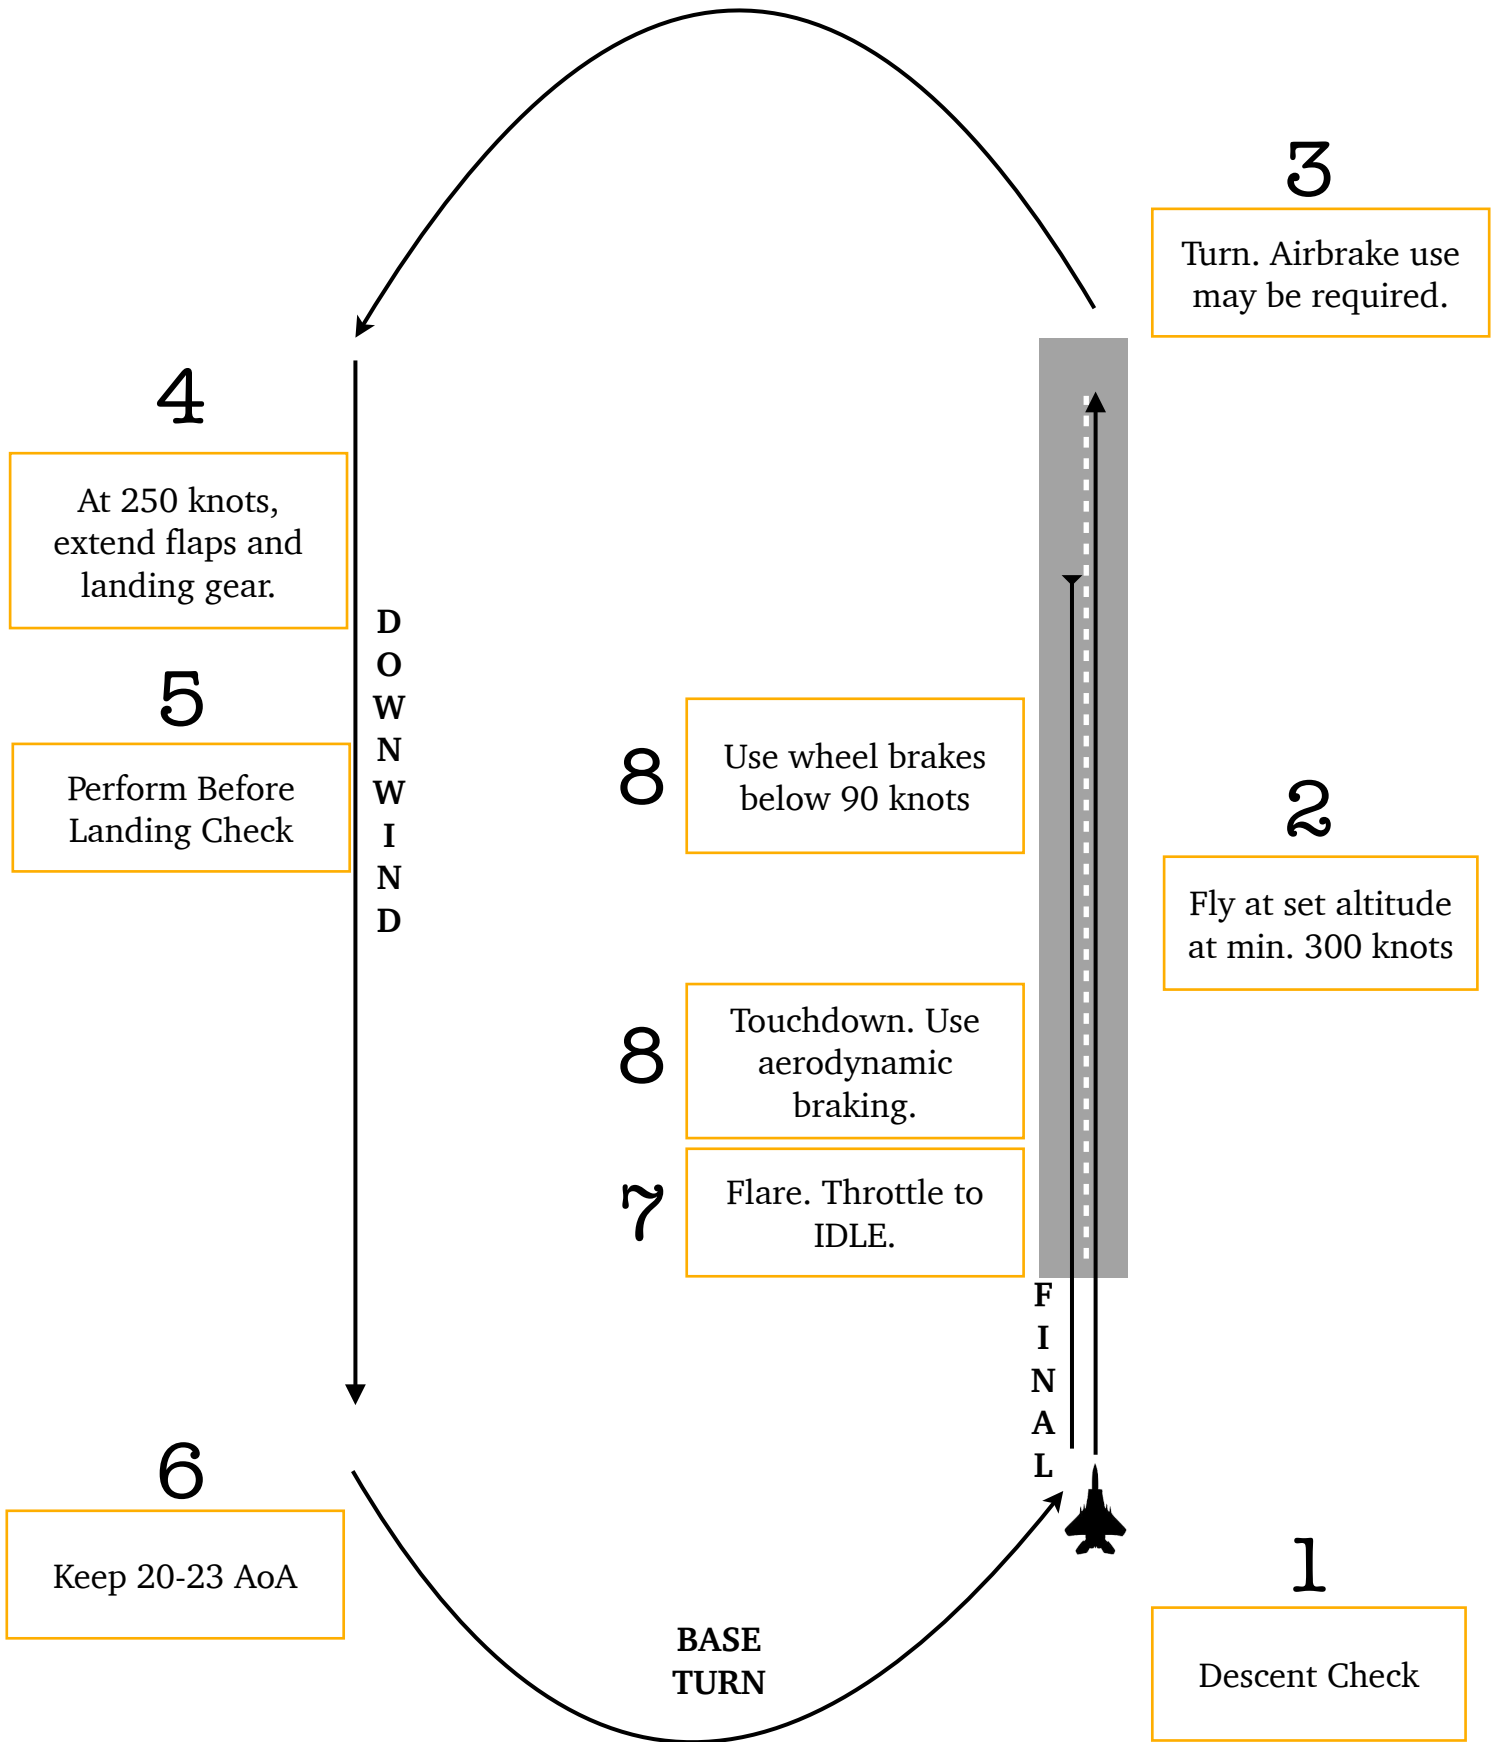 3
Turn. Airbrake use
may be required.
4
At 250 knots,
extend flaps and
landing gear.
D
O
W
N
W
I
N
D
5
Perform Before
Landing Check
8
Use wheel brakes
below 90 knots
2
Fly at set altitude
at min. 300 knots
8
Touchdown. Use
aerodynamic
braking.
7
Flare. Throttle to
IDLE.
F
I
N
A
L
6
Keep 20-23 AoA
BASE
TURN
1
Descent Check